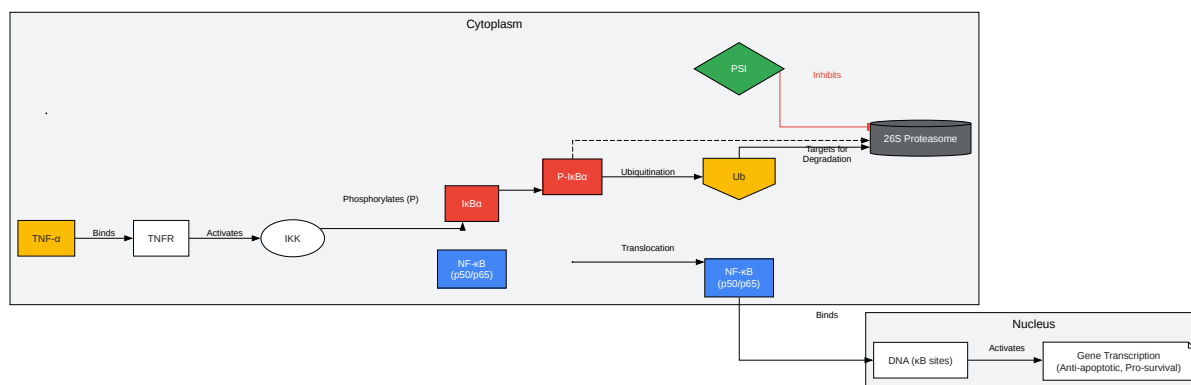 Cytoplasm
PSI
Inhibits
26S Proteasome
Targets for
Degradation
P-IκBα
Ubiquitination
Ub
Phosphorylates (P)
IκBα
TNF-α
Binds
TNFR
Activates
IKK
Translocation
NF-κB
(p50/p65)
NF-κB
(p50/p65)
Binds
Nucleus
DNA (κB sites)
Activates
Gene Transcription
(Anti-apoptotic, Pro-survival)